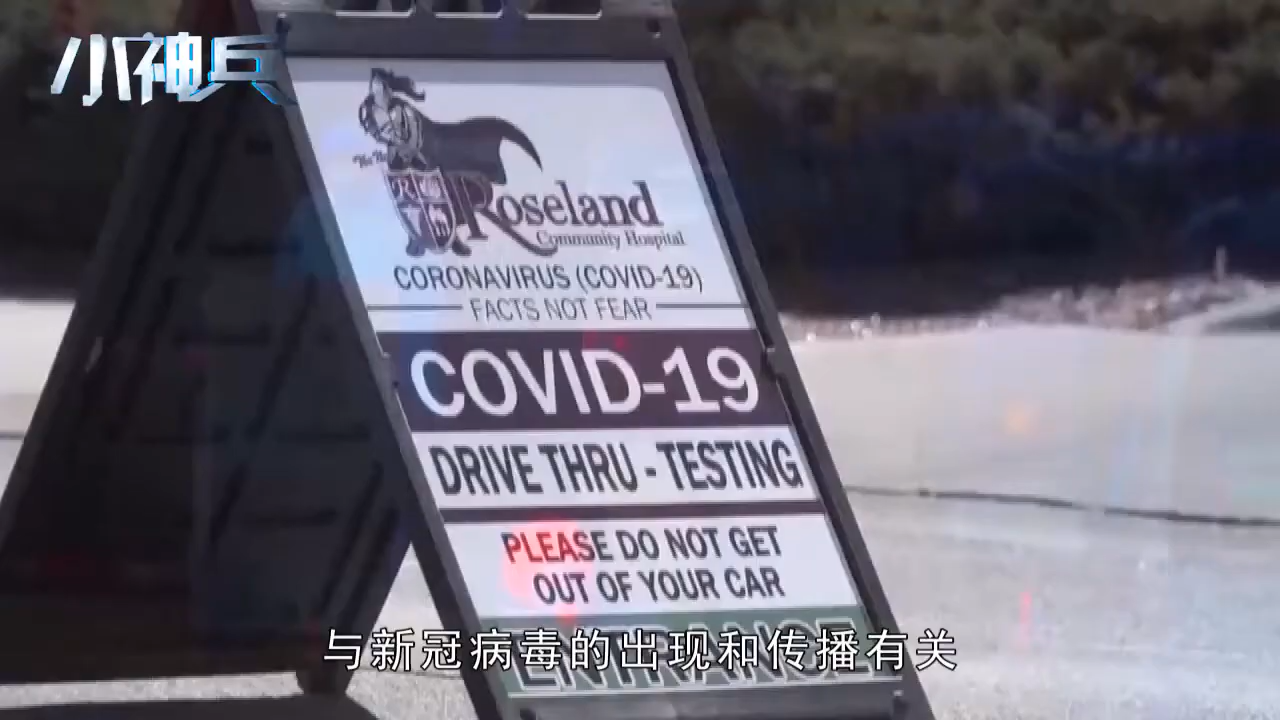 小神兵
Roseland
Community Hospital
CORONAVIRUS (COVID-19)
FACTS NOT FEAR
COVID-19
DRIVE THRU - TESTING
PLEASE DO NOT GET
OUT OF YOUR CAR
ENTRANCE
与新冠病毒的出现和传播有关